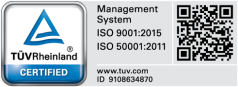 TÜVRheinland
CERTIFIED
Management
System
ISO 9001:2015
ISO 50001:2011
www.tuv.com
ID 9108634870